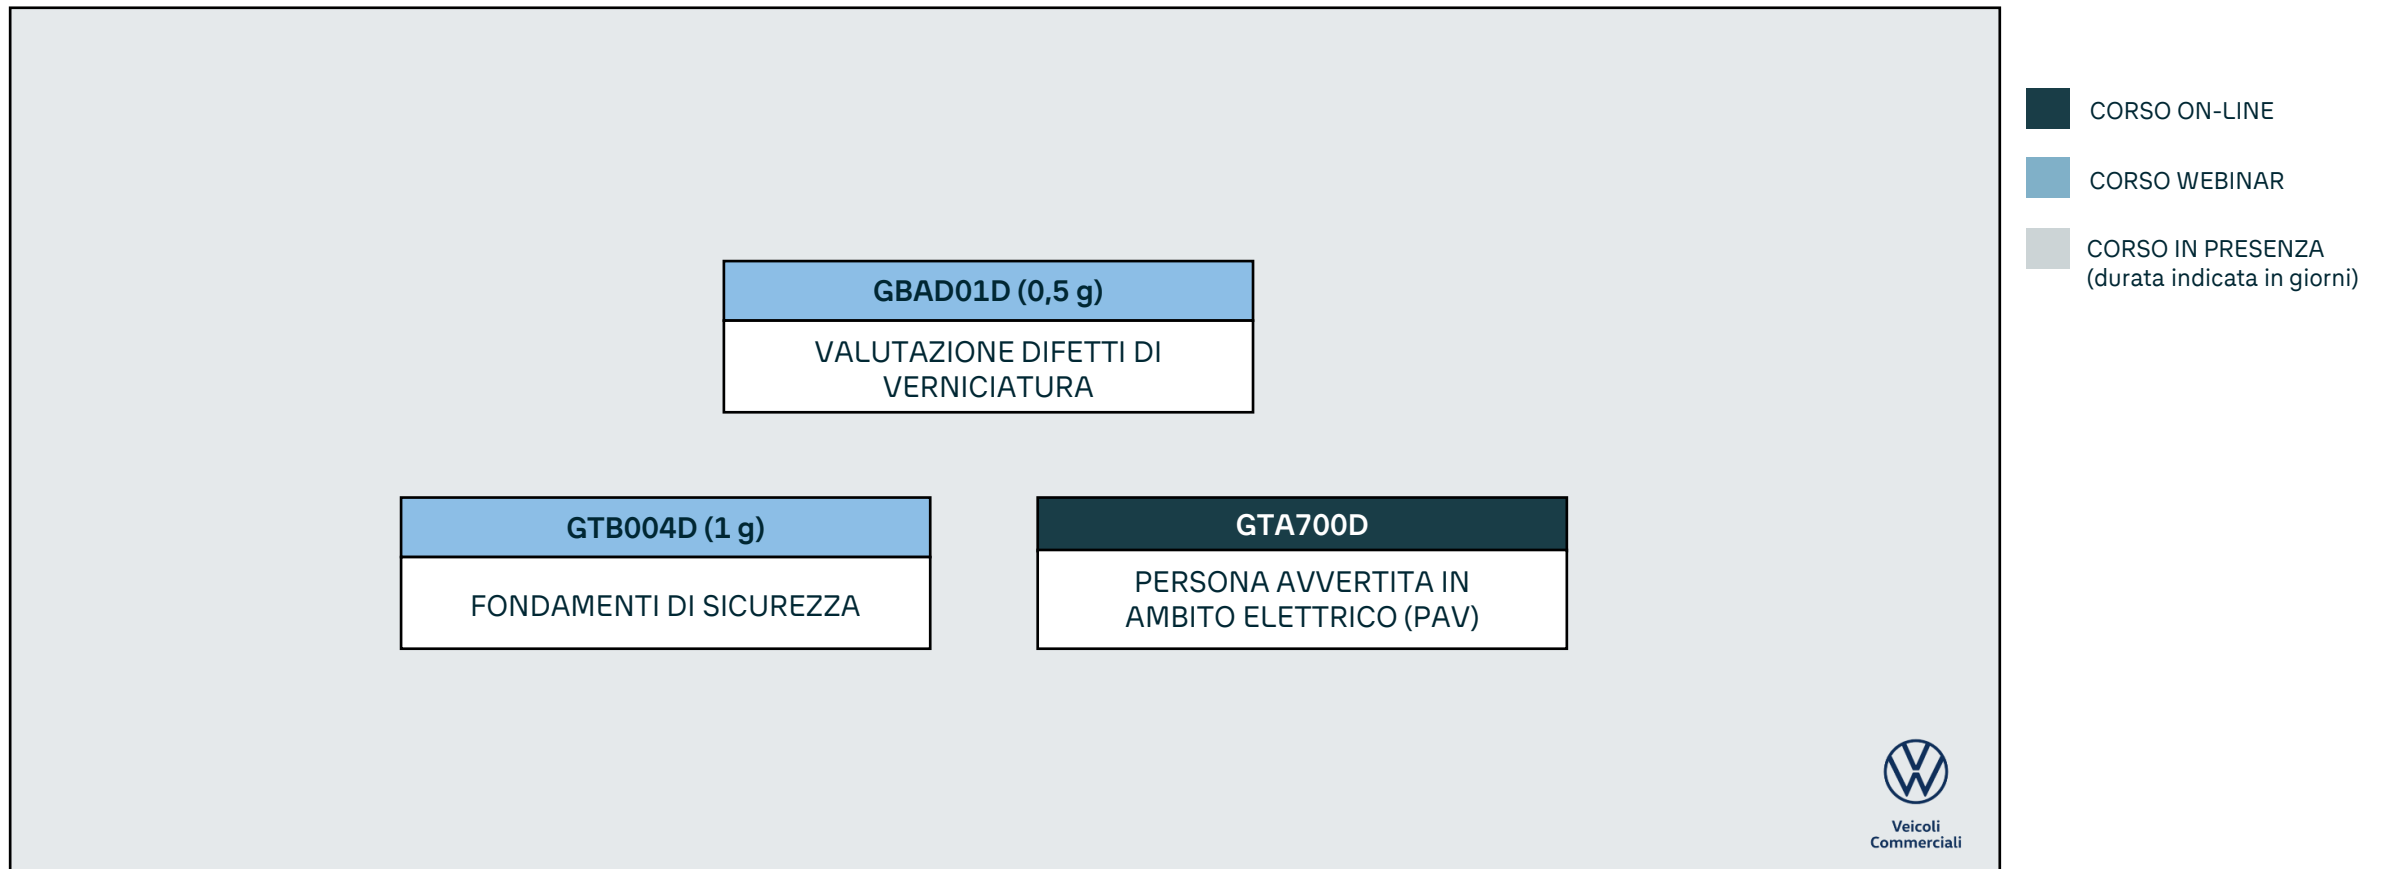 CORSO ON-LINE
CORSO WEBINAR
CORSO IN PRESENZA
(durata indicata in giorni)
GBAD01D (0,5 g)
VALUTAZIONE DIFETTI DI
VERNICIATURA
GTB004D (1 g)
FONDAMENTI DI SICUREZZA
GTA700D
PERSONA AVVERTITA IN
AMBITO ELETTRICO (PAV)
Veicoli
Commerciali